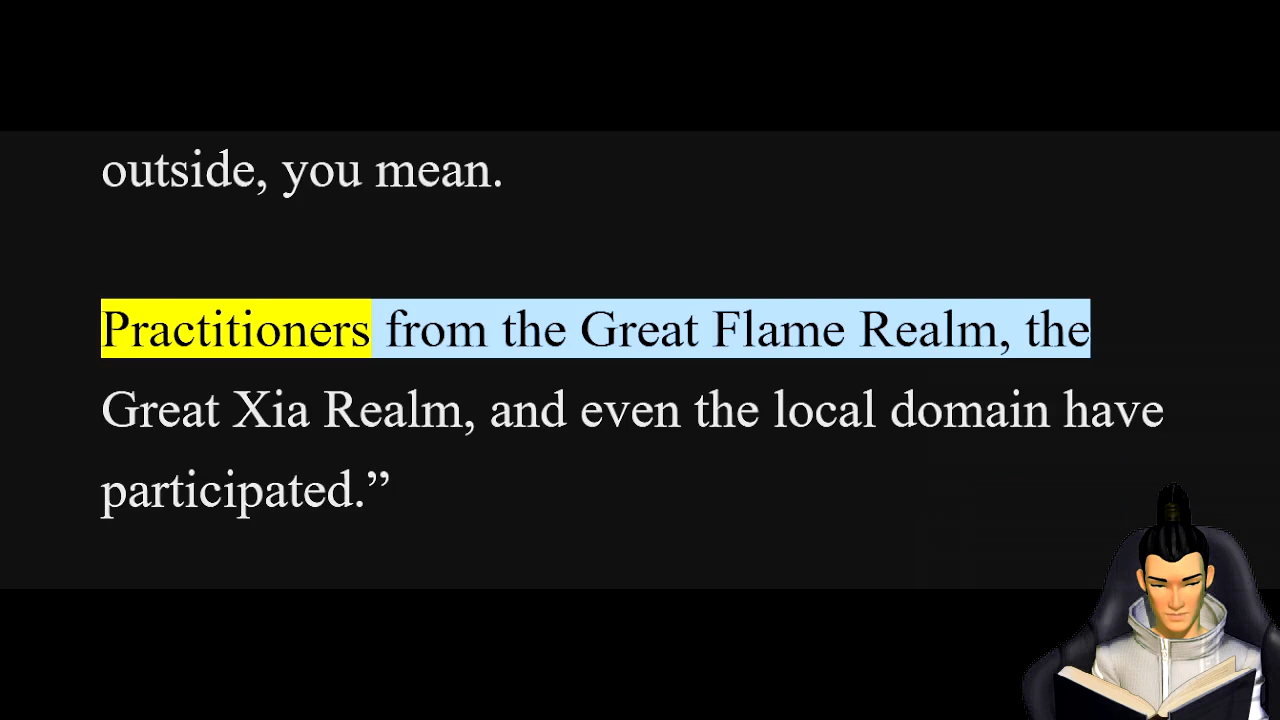 outside, you mean.
Practitioners from the Great Flame Realm, the
Great Xia Realm, and even the local domain have
participated.”